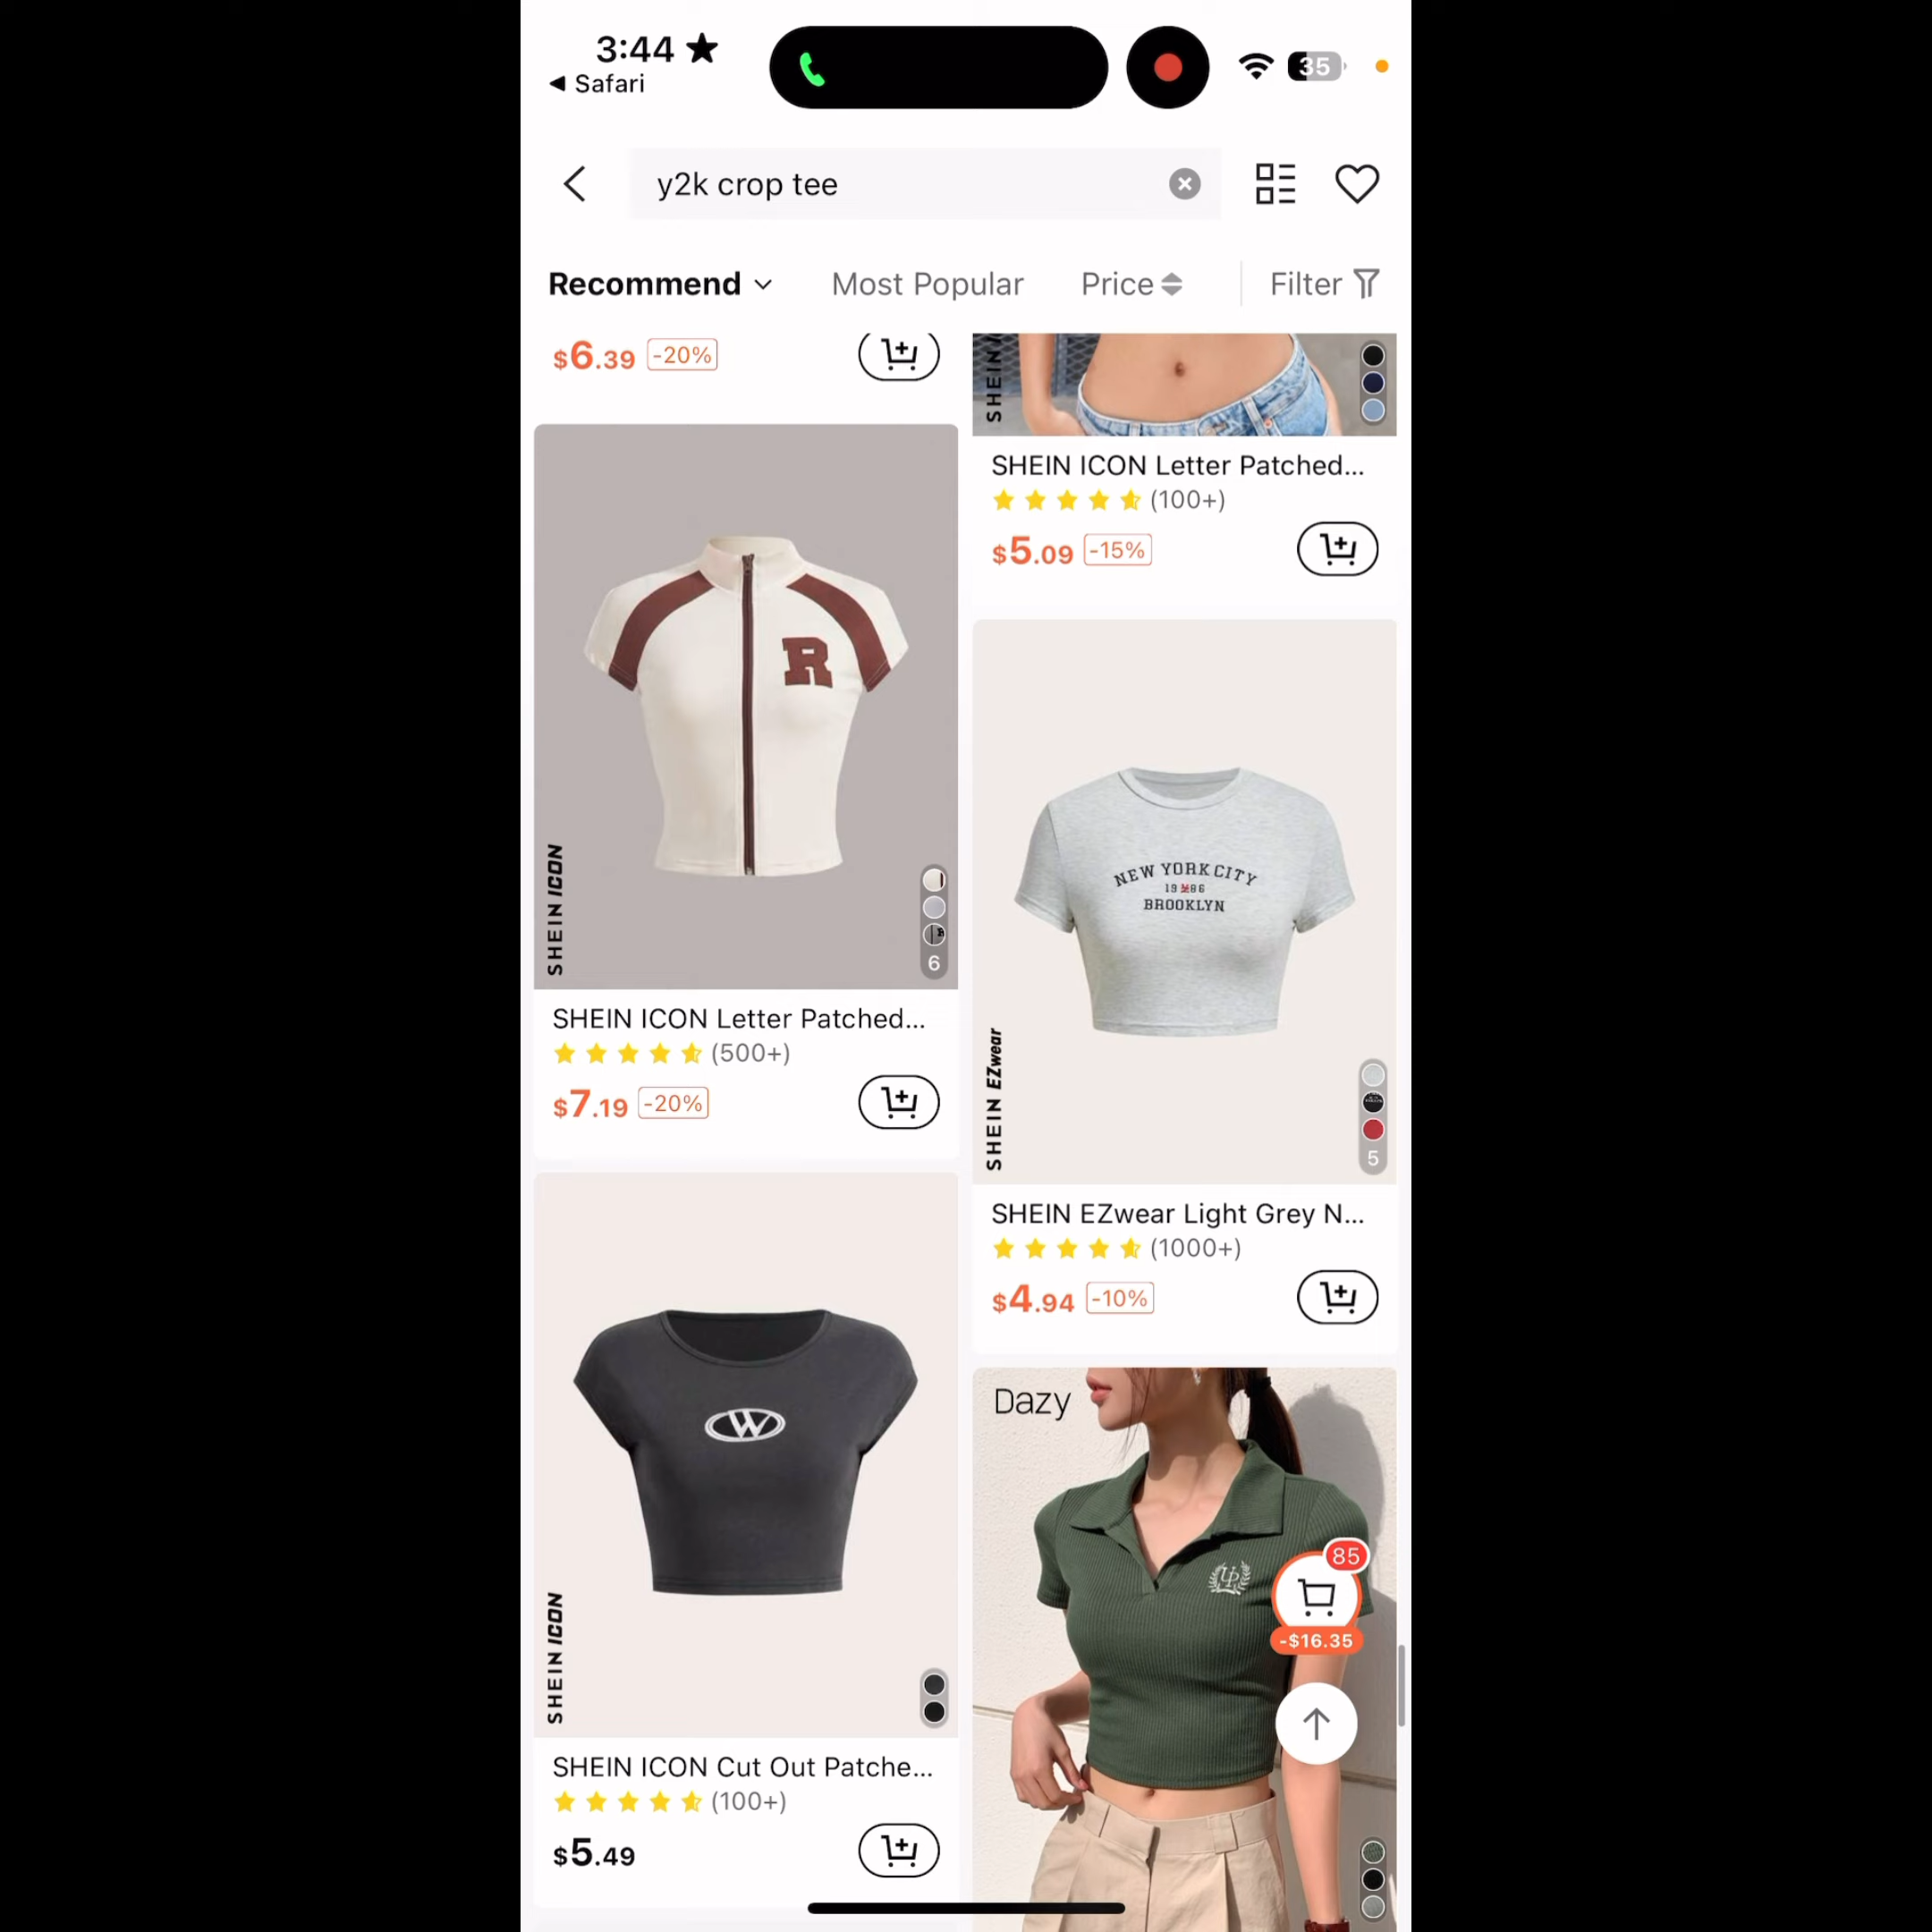 3:44
Safari
35
y2k crop tee
Recommend
Most Popular
Price
Filter
$6.39 -20%
SHEIN
SHEIN ICON Letter Patched...
(100+)
$5.09 -15%
R
SHEIN ICON
6
SHEIN ICON Letter Patched...
(500+)
$7.19 -20%
NEW YORK CITY
BROOKLYN
SHEIN EZwear
5
SHEIN EZwear Light Grey N...
(1000+)
$4.94 -10%
W
SHEIN ICON
SHEIN ICON Cut Out Patche...
(100+)
$5.49
Dazy
UP
85
-$16.35